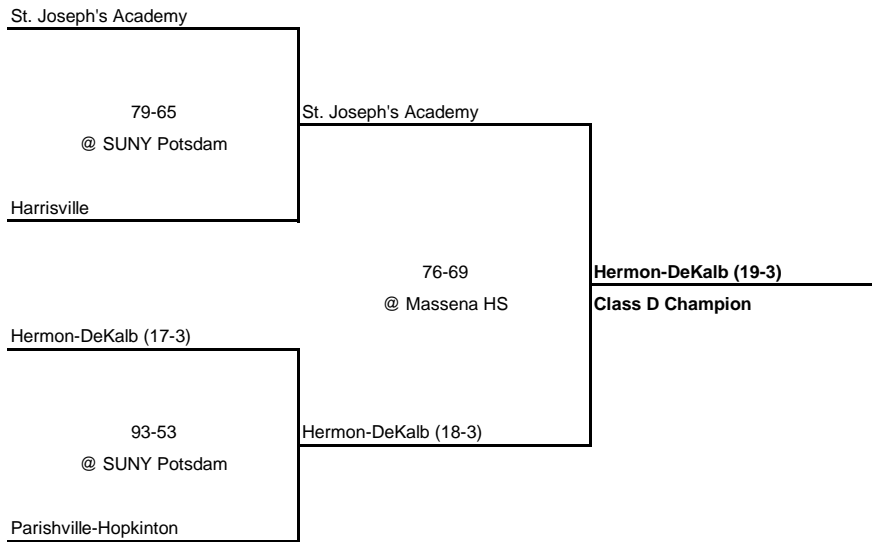 St. Joseph's Academy
79-65
@ SUNY Potsdam
St. Joseph's Academy
Harrisville
76-69
@ Massena HS
Hermon-DeKalb (19-3)
Class D Champion
Hermon-DeKalb (17-3)
93-53
@ SUNY Potsdam
Hermon-DeKalb (18-3)
Parishville-Hopkinton